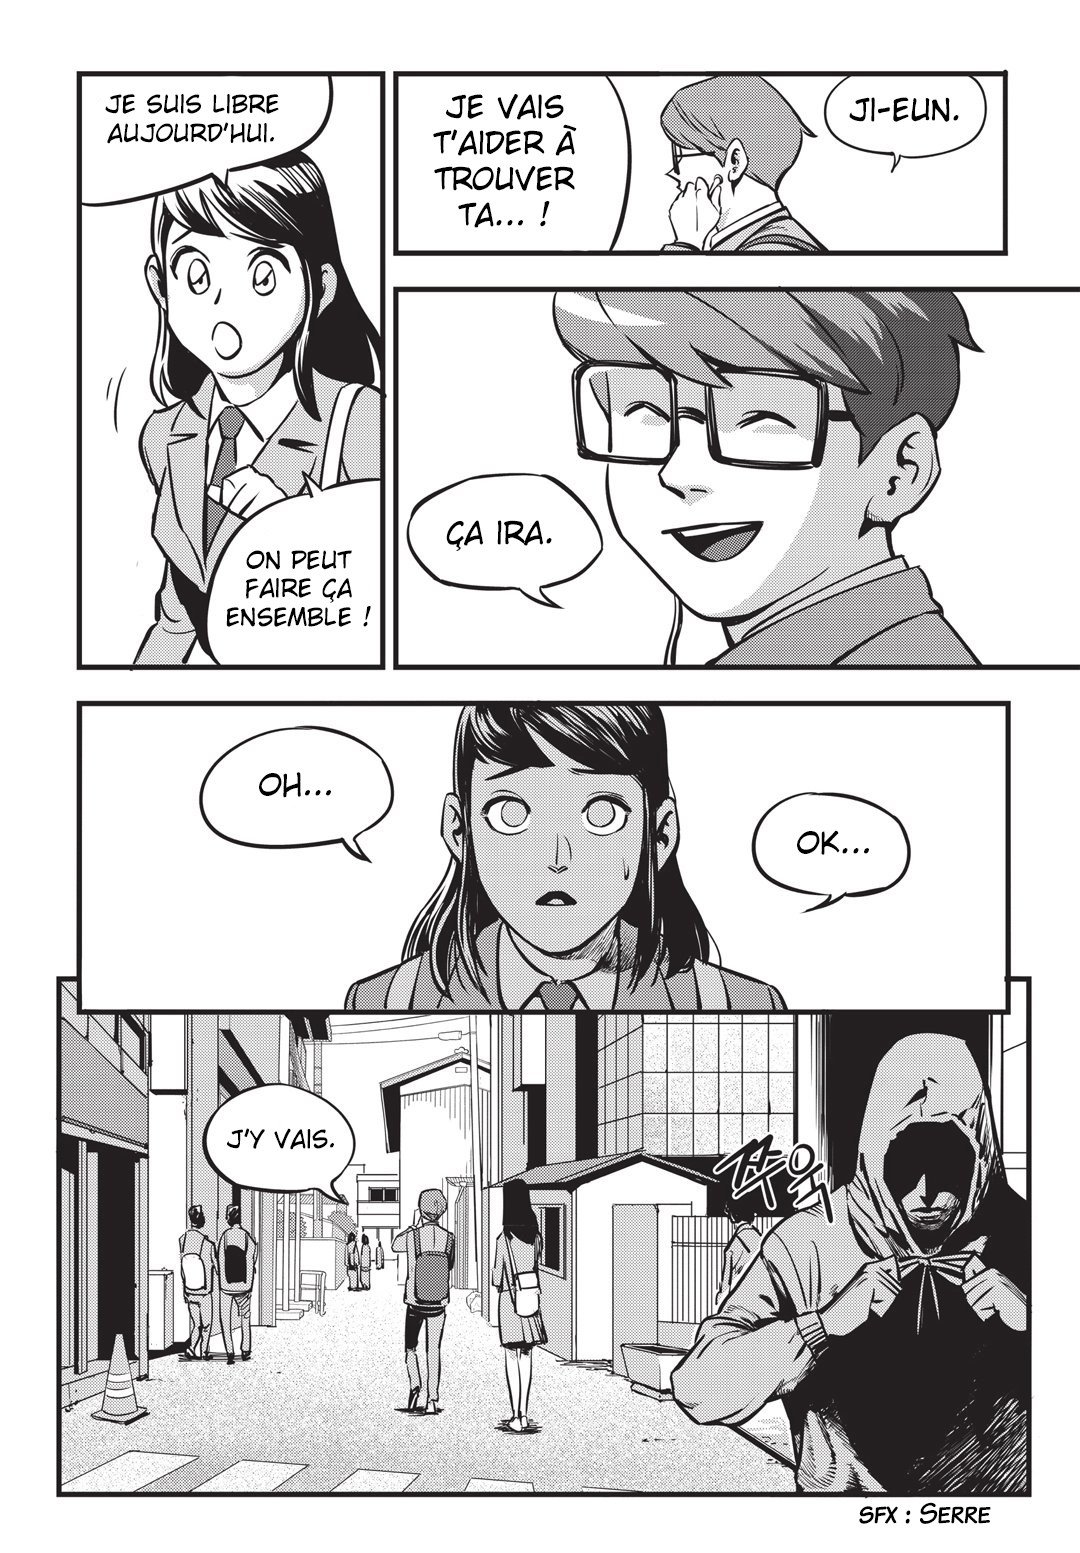 JE SUIS LIBRE
AUJOURD'HUI.
ON PEUT
FAIRE ÇA
ENSEMBLE !
JE VAIS
T'AIDER À
TROUVER
TA... !
JI-EUN.
ÇA IRA.
OH...
OK...
J'Y VAIS.
SFX : SERRE